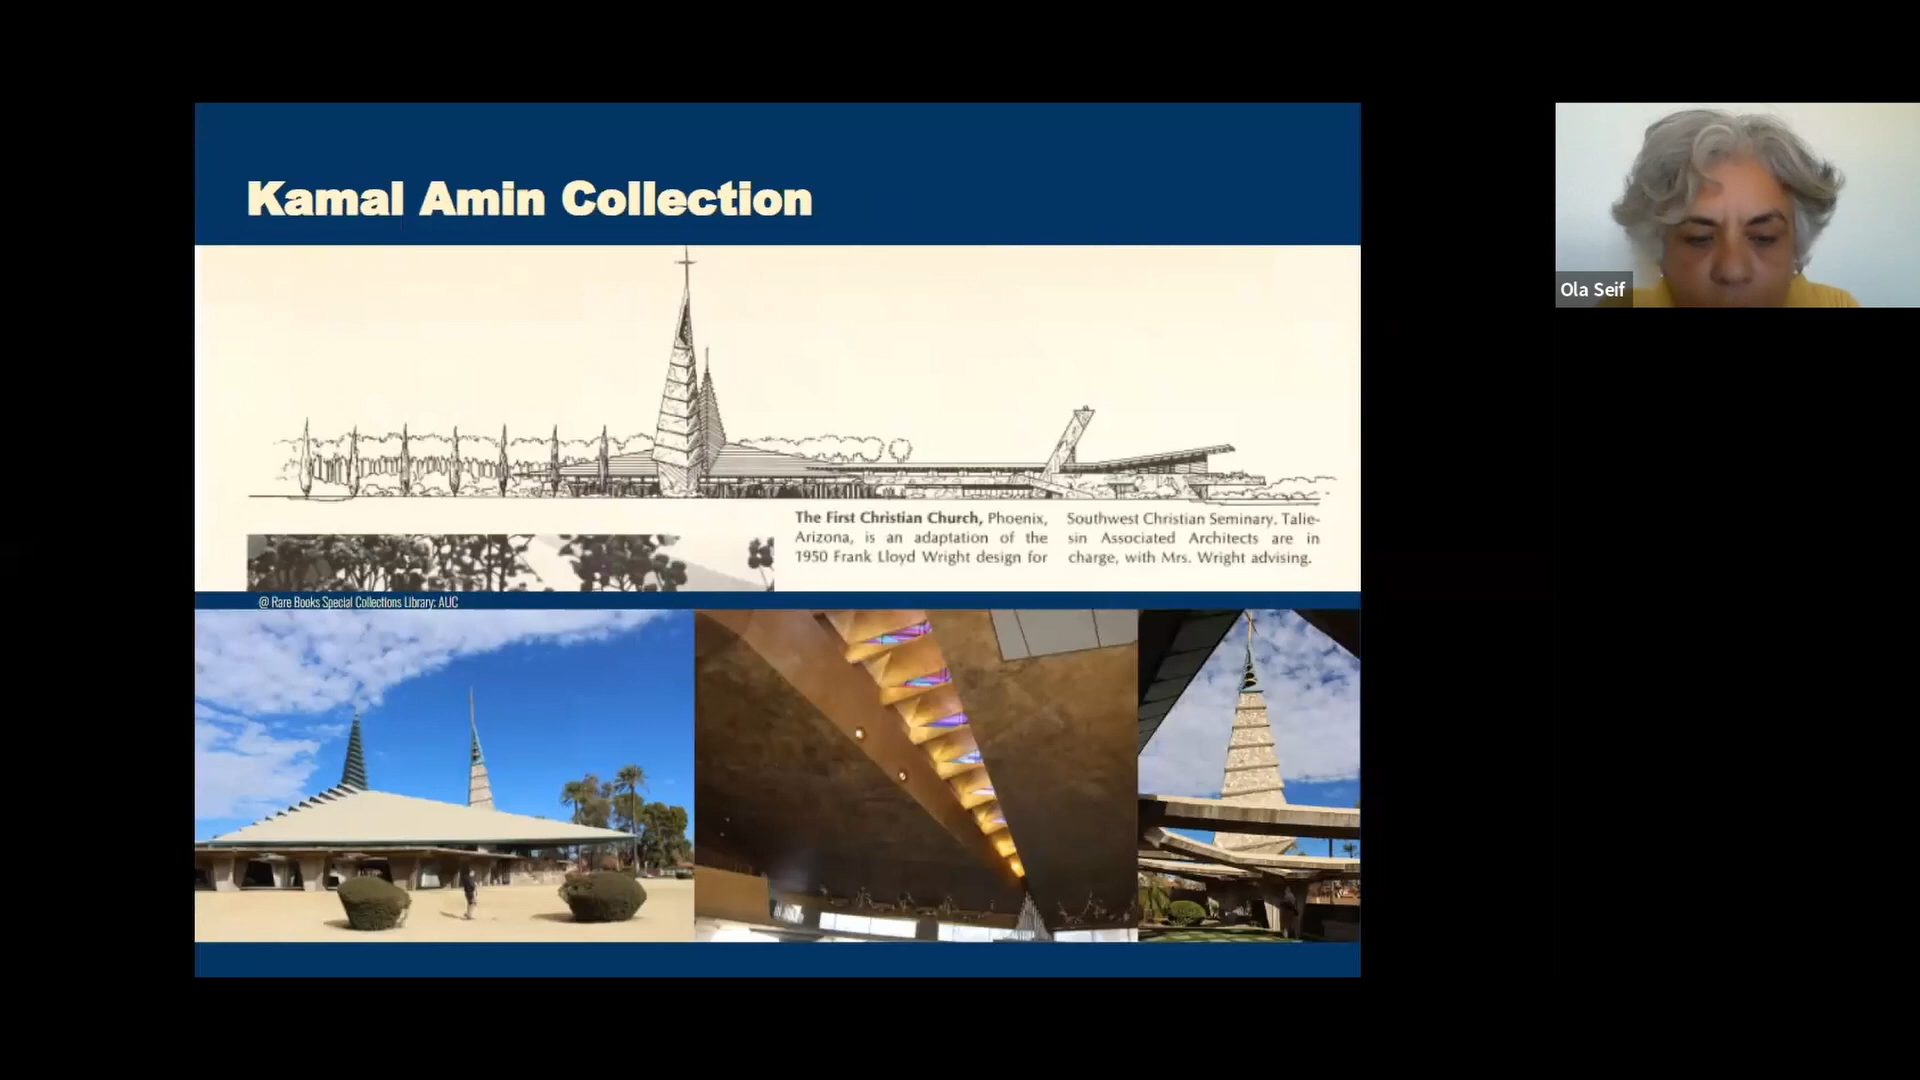 Kamal Amin Collection
The First Christian Church, Phoenix,
Arizona, is an adaptation of the
1950 Frank Lloyd Wright design for
Southwest Christian Seminary. Talie-
sin Associated Architects are in
charge, with Mrs. Wright advising.
@ Rare Books Special Collections Library: AUC
Ola Seif